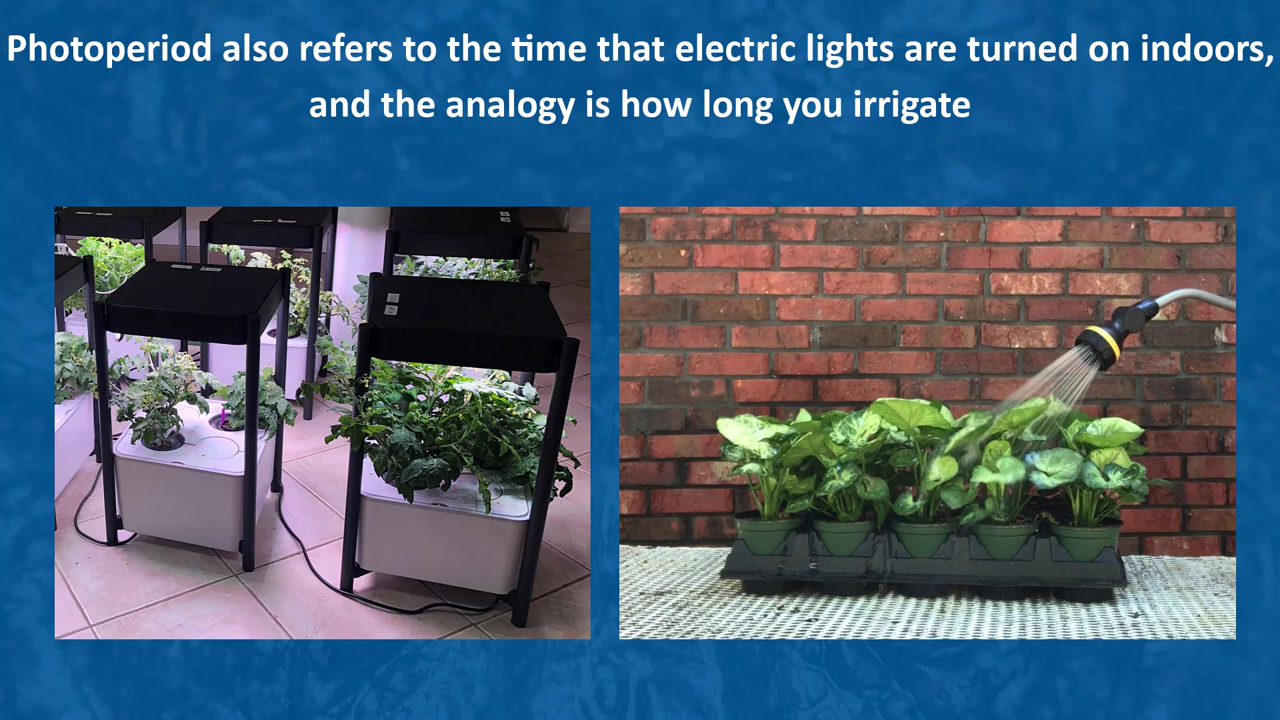 Photoperiod also refers to the time that electric lights are turned on indoors,
and the analogy is how long you irrigate